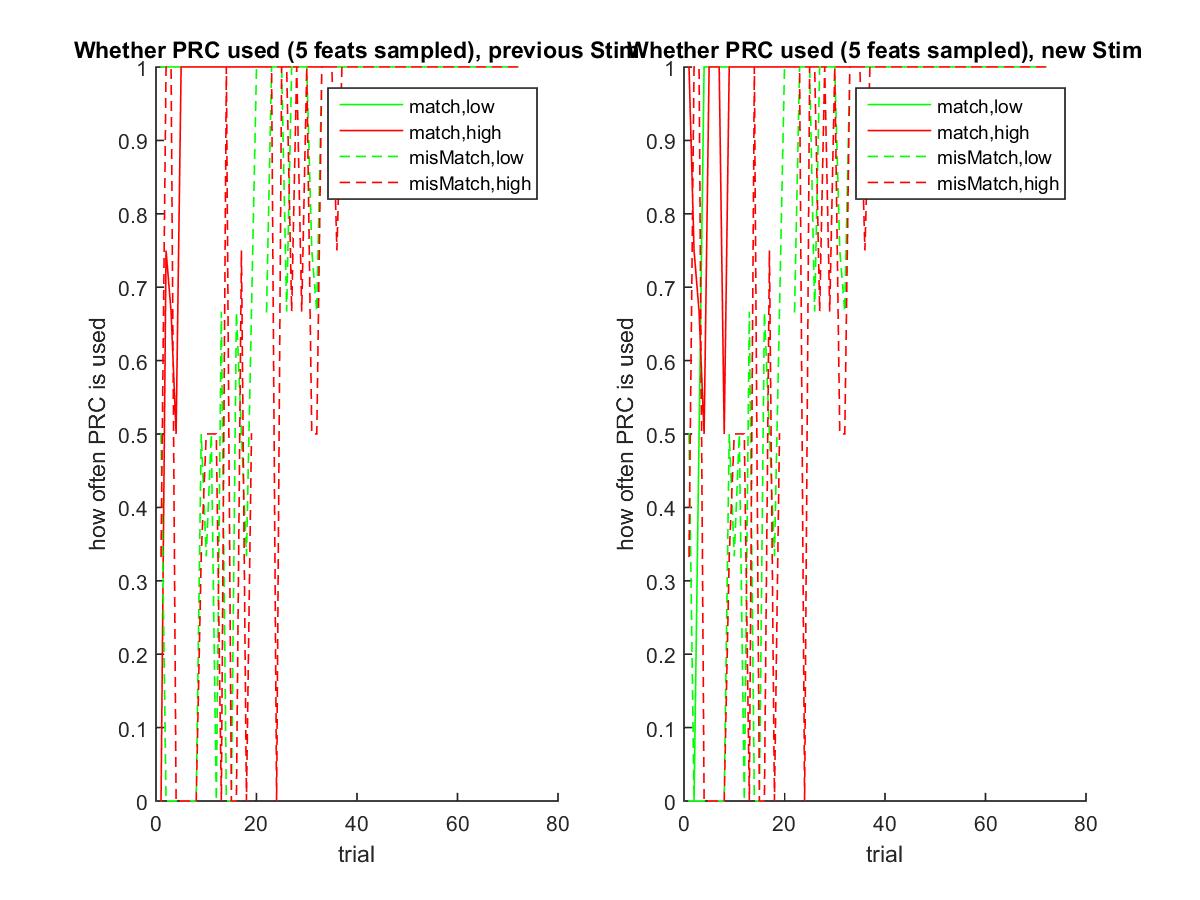 Whether PRC used (5 feats sampled), previous Stim
how often PRC is used
1
0.9
0.8
0.7
0.6
0.5
0.4
0.3
0.2
0.1
0
match,low
match,high
misMatch,low
misMatch,high
0 20 40 60 80
trial
Whether PRC used (5 feats sampled), new Stim
how often PRC is used
1
0.9
0.8
0.7
0.6
0.5
0.4
0.3
0.2
0.1
0
match,low
match,high
misMatch,low
misMatch,high
0 20 40 60 80
trial